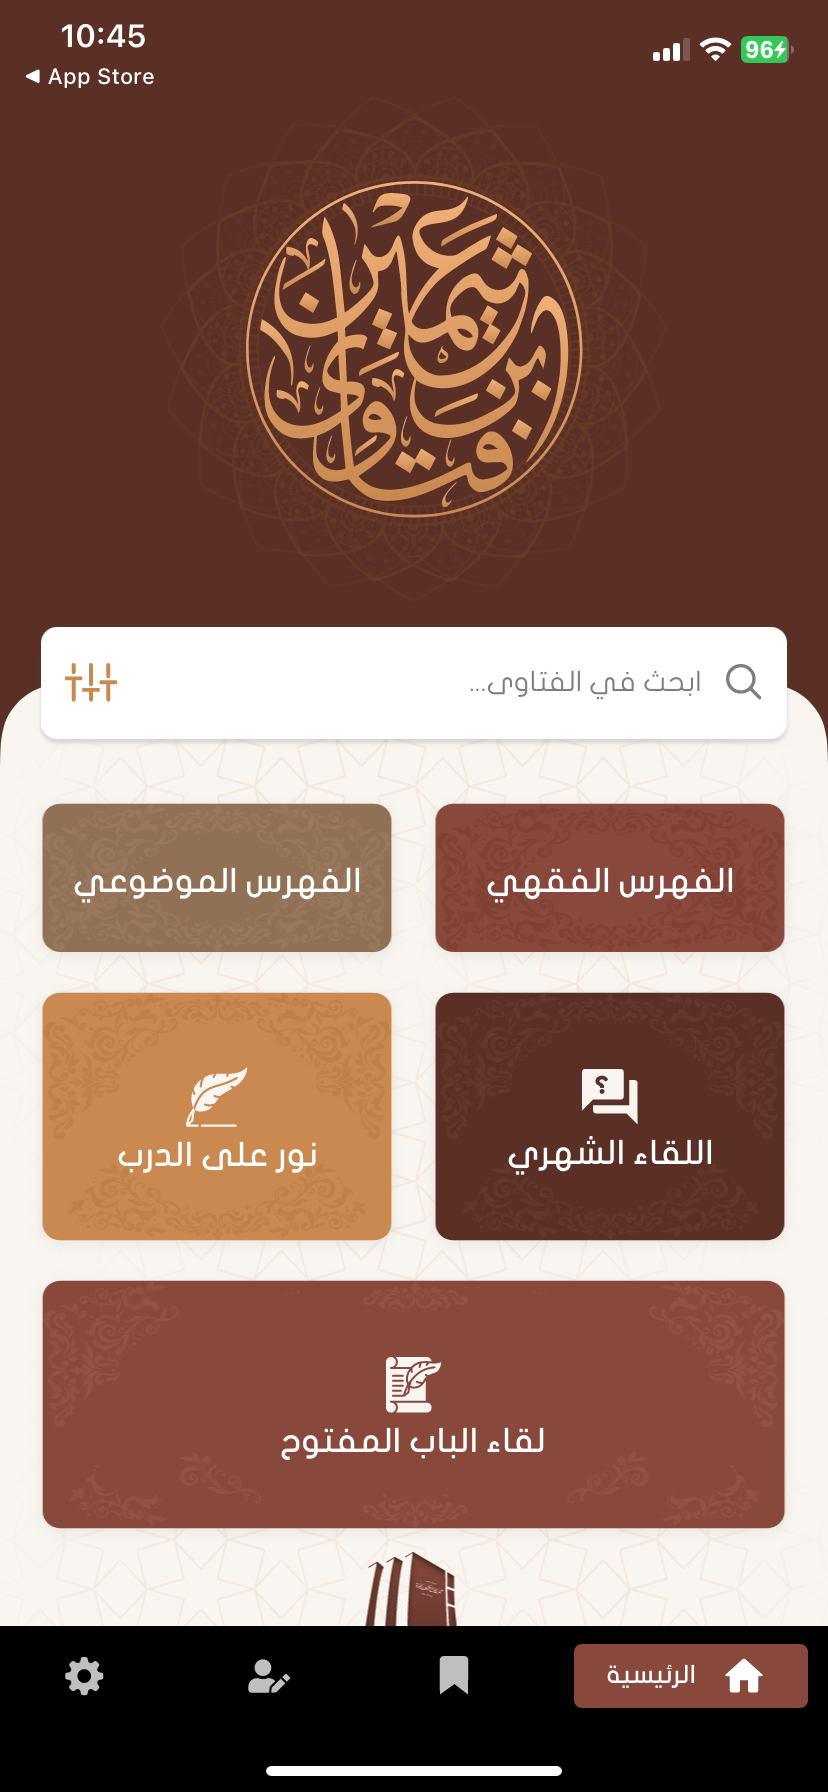 10:45
96
◀ App Store
فتاوى ابن عثيمين
ابحث في الفتاوى...
الفهرس الفقهي
الفهرس الموضوعي
اللقاء الشهري
نور على الدرب
لقاء الباب المفتوح
الرئيسية